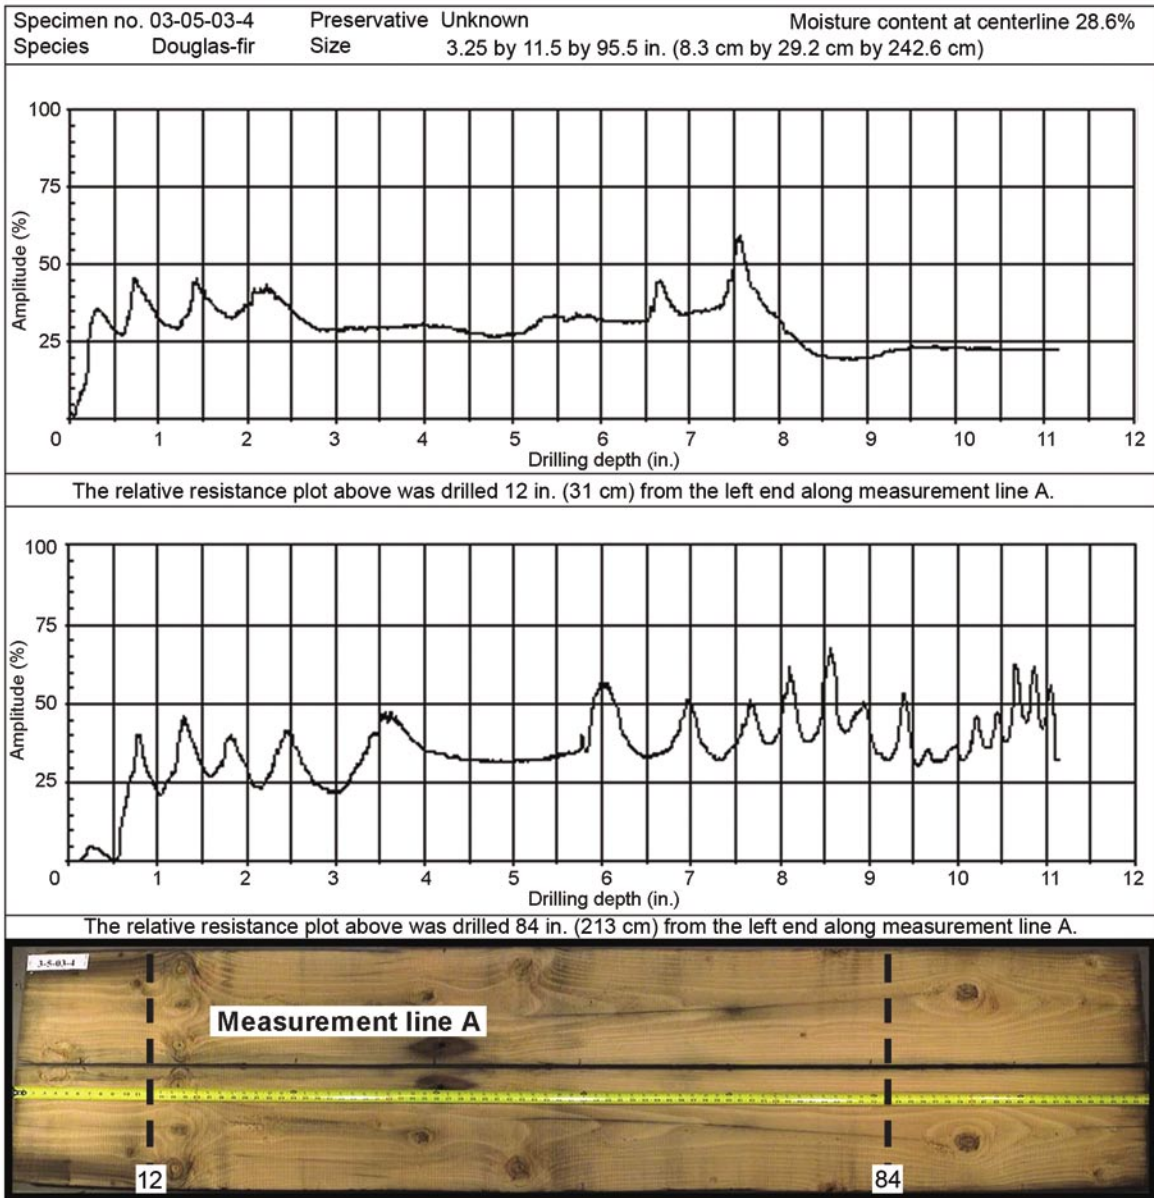 Specimen no. 03-05-03-4 Preservative Unknown Moisture content at centerline 28.6%
Species Douglas-fir Size 3.25 by 11.5 by 95.5 in. (8.3 cm by 29.2 cm by 242.6 cm)
100
75
50
25
0 1 2 3 4 5 6 7 8 9 10 11 12
Amplitude (%)
Drilling depth (in.)
The relative resistance plot above was drilled 12 in. (31 cm) from the left end along measurement line A.
100
75
50
25
0 1 2 3 4 5 6 7 8 9 10 11 12
Amplitude (%)
Drilling depth (in.)
The relative resistance plot above was drilled 84 in. (213 cm) from the left end along measurement line A.
3-5-03-4
Measurement line A
12 84